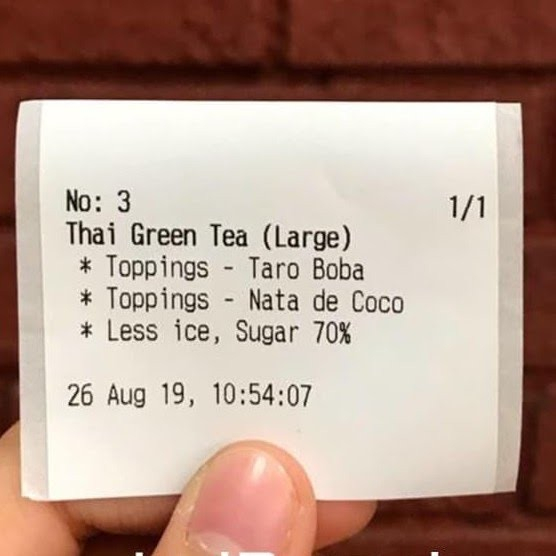 No: 3 1/1
Thai Green Tea (Large)
* Toppings - Taro Boba
* Toppings - Nata de Coco
* Less ice, Sugar 70%
26 Aug 19, 10:54:07